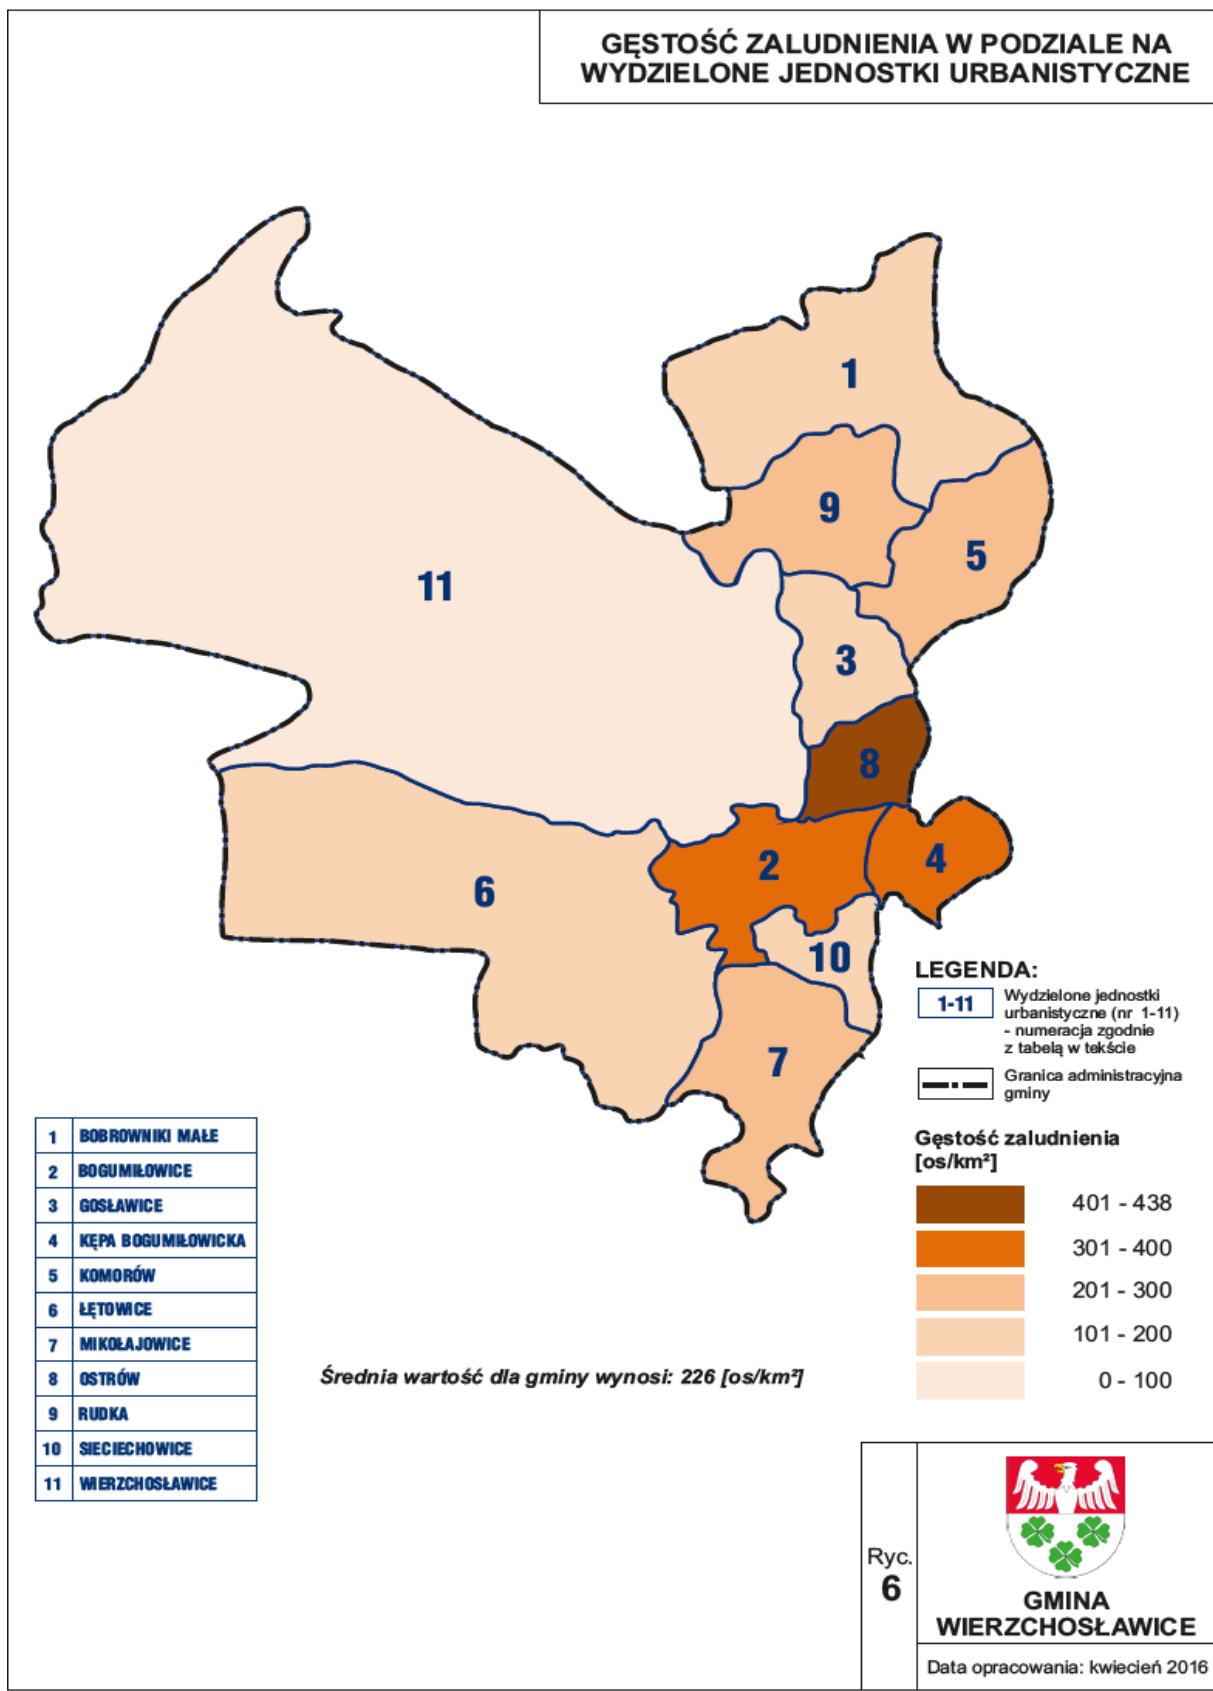 GĘSTOŚĆ ZALUDNIENIA W PODZIALE NA
WYDZIELONE JEDNOSTKI URBANISTYCZNE
1
9
5
11
3
8
2
4
6
10
7
LEGENDA:
1-11
Wydzielone jednostki
urbanistyczne (nr 1-11)
- numeracja zgodnie
z tabelą w tekście
Granica administracyjna
gminy
Gęstość zaludnienia
[os/km²]
401 - 438
301 - 400
201 - 300
101 - 200
0 - 100
1 BOBROWNIKI MAŁE
2 BOGUMIŁOWICE
3 GOSŁAWICE
4 KĘPA BOGUMIŁOWICKA
5 KOMORÓW
6 ŁĘTOWICE
7 MIKOŁAJOWICE
8 OSTRÓW
9 RUDKA
10 SIECIECHOWICE
11 WIERZCHOSŁAWICE
Średnia wartość dla gminy wynosi: 226 [os/km²]
Ryc.
6
GMINA
WIERZCHOSŁAWICE
Data opracowania: kwiecień 2016